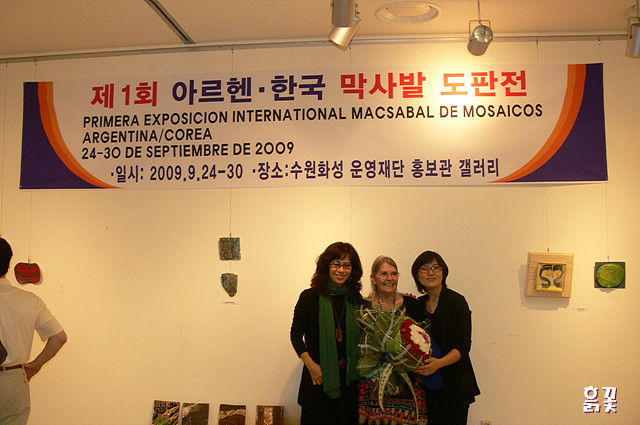 제1회 아르헨·한국 막사발 도판전
PRIMERA EXPOSICION INTERNATIONAL MACSABAL DE MOSAICOS
ARGENTINA/COREA
24-30 DE SEPTIEMBRE DE 2009
·일시: 2009.9.24-30 ·장소:수원화성 운영재단 홍보관 갤러리
흙꽃